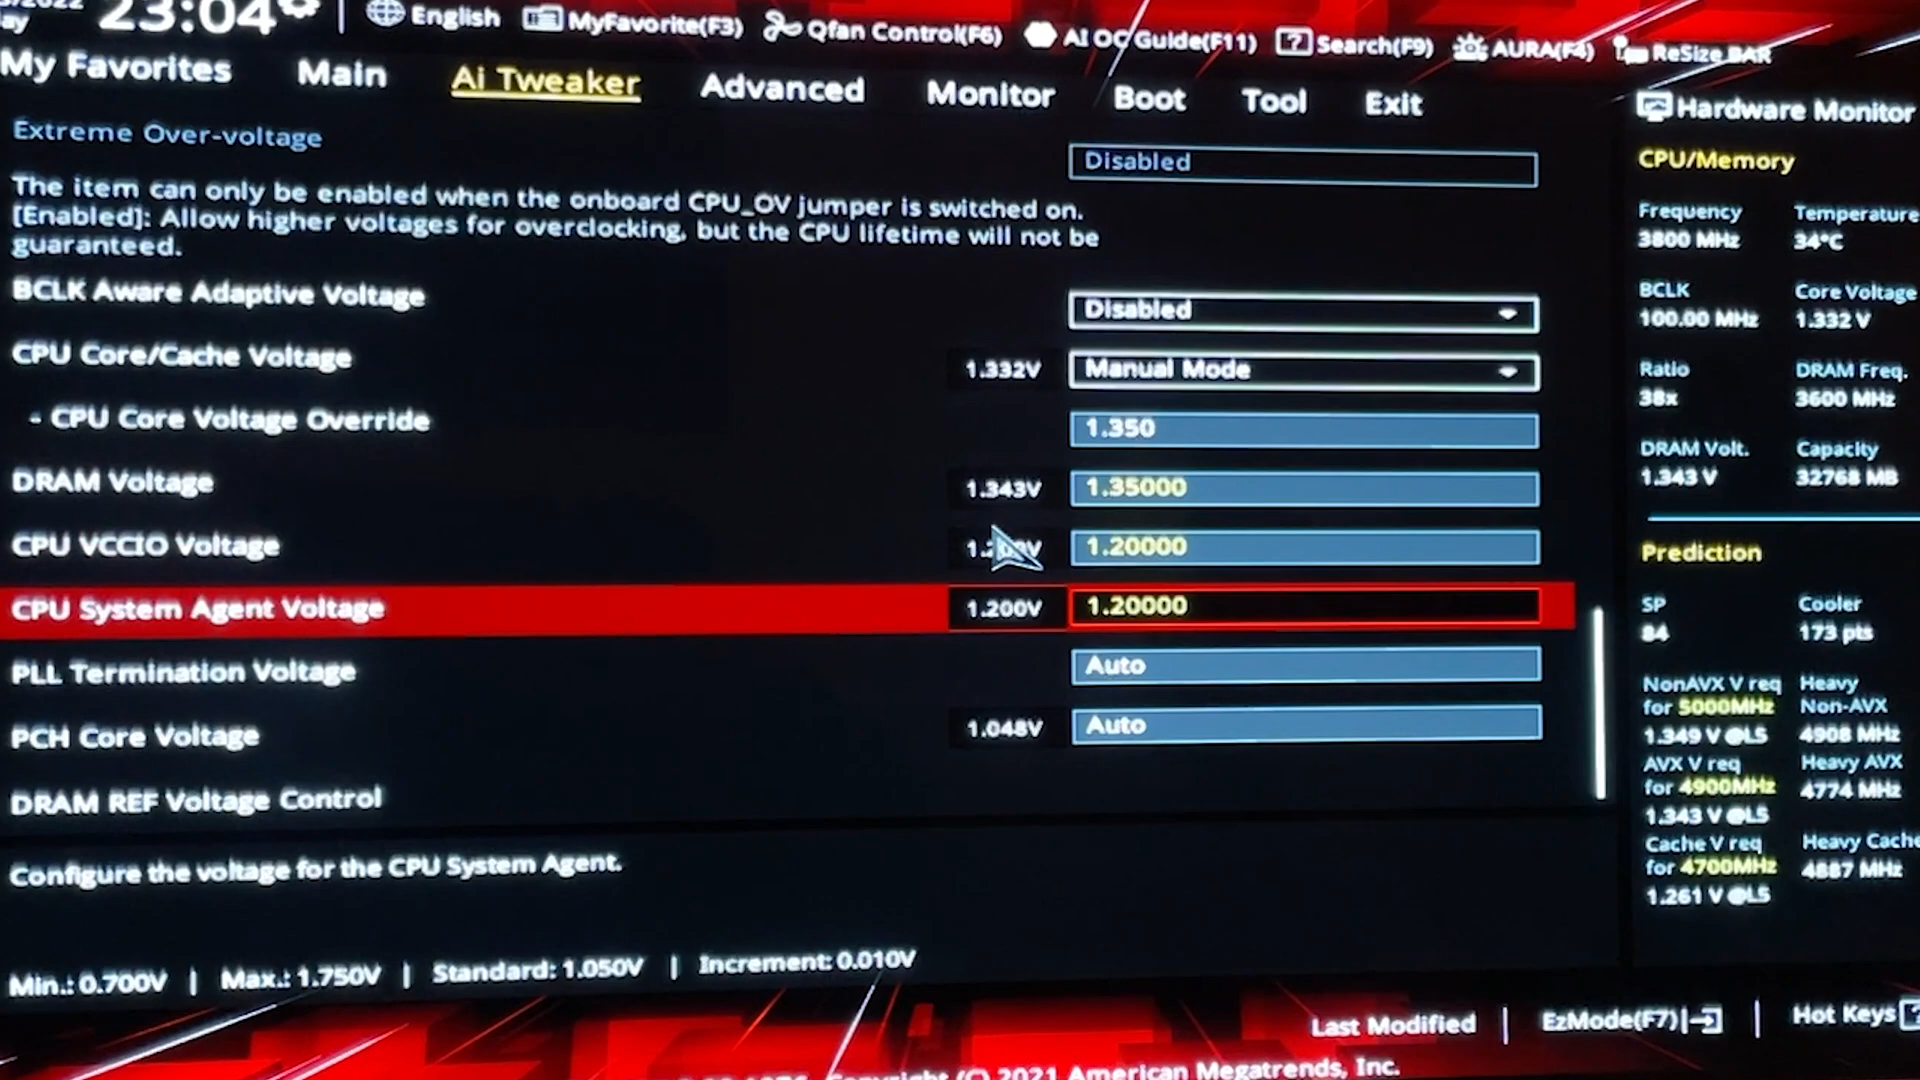 23:04
English
MyFavorite(F3)
Qfan Control(F6)
AI OC Guide(F11)
Search(F9)
AURA(F4)
ReSize BAR
My Favorites
Main
Ai Tweaker
Advanced
Monitor
Boot
Tool
Exit
Extreme Over-voltage
Disabled
The item can only be enabled when the onboard CPU_OV jumper is switched on.
[Enabled]: Allow higher voltages for overclocking, but the CPU lifetime will not be
guaranteed.
BCLK Aware Adaptive Voltage
Disabled
CPU Core/Cache Voltage
1.332V
Manual Mode
- CPU Core Voltage Override
1.350
DRAM Voltage
1.343V
1.35000
CPU VCCIO Voltage
1.20000
CPU System Agent Voltage
1.200V
1.20000
PLL Termination Voltage
Auto
PCH Core Voltage
1.048V
Auto
DRAM REF Voltage Control
Configure the voltage for the CPU System Agent.
Min.: 0.700V | Max.: 1.750V | Standard: 1.050V | Increment: 0.010V
Hardware Monitor
CPU/Memory
Frequency Temperature
3800 MHz 34°C
BCLK Core Voltage
100.00 MHz 1.332 V
Ratio DRAM Freq.
38x 3600 MHz
DRAM Volt. Capacity
1.343 V 32768 MB
Prediction
SP Cooler
84 173 pts
NonAVX V req Heavy
for 5000MHz Non-AVX
1.349 V @L5 4908 MHz
AVX V req Heavy AVX
for 4900MHz 4774 MHz
1.343 V @L5
Cache V req Heavy Cache
for 4700MHz 4887 MHz
1.261 V @L5
Last Modified
EzMode(F7)
Hot Keys ?
Copyright (C) 2021 American Megatrends, Inc.